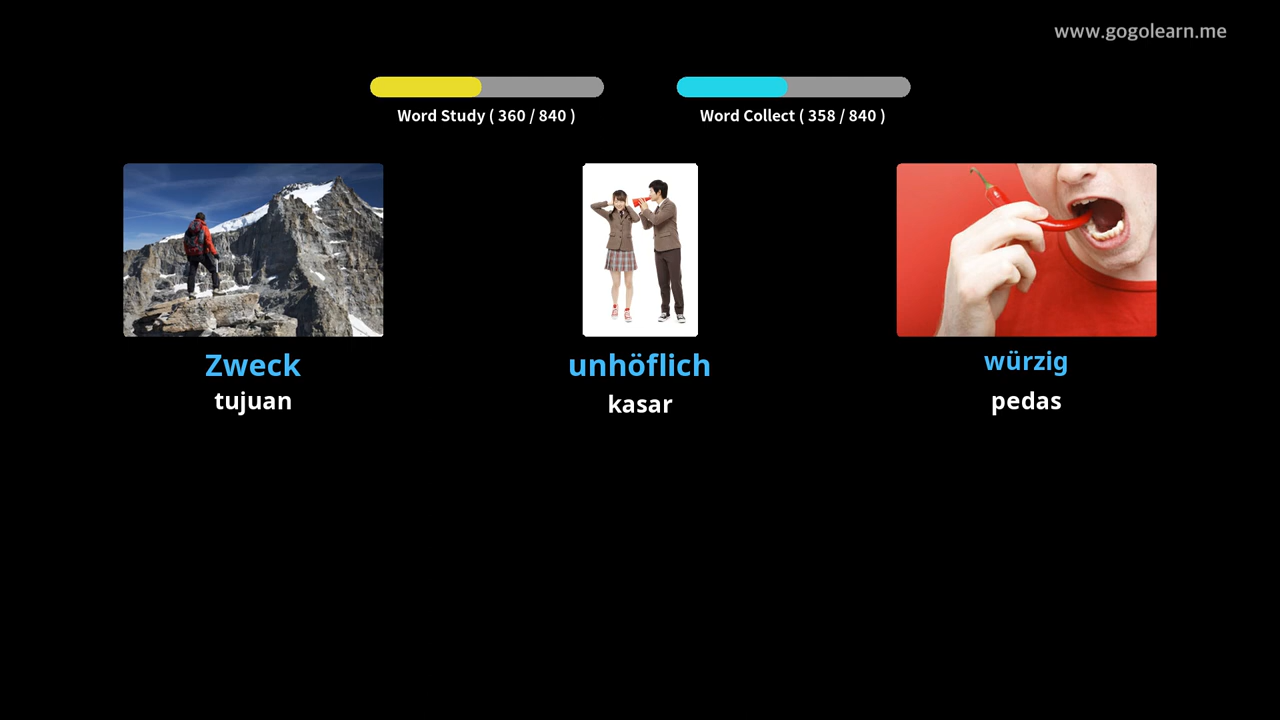 www.gogolearn.me
Word Study ( 360 / 840 )
Word Collect ( 358 / 840 )
Zweck
tujuan
unhöflich
kasar
würzig
pedas